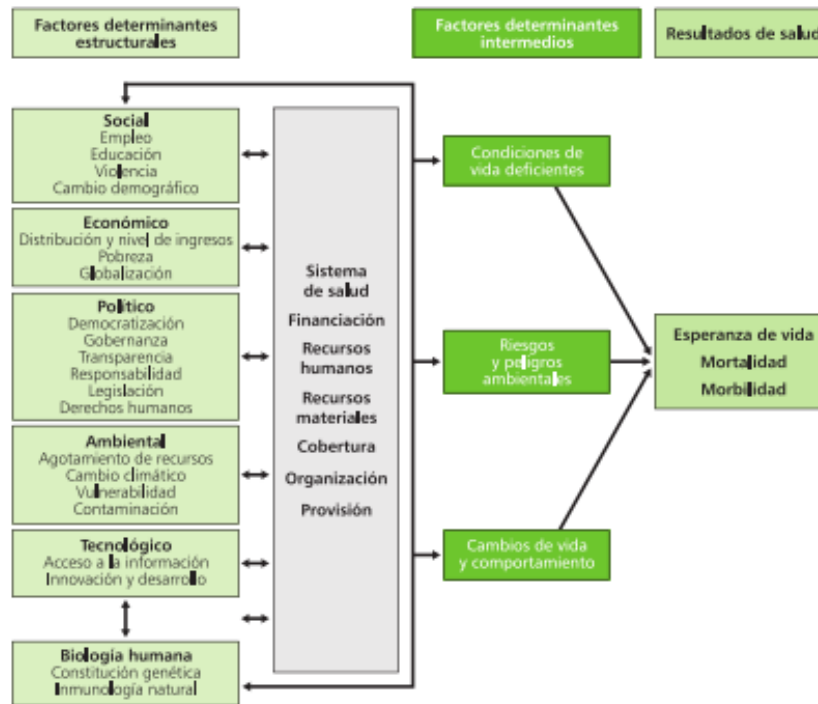 Factores determinantes
estructurales
Factores determinantes
intermedios
Resultados de salud
Social
Empleo
Educación
Violencia
Cambio demográfico
Económico
Distribución y nivel de ingresos
Pobreza
Globalización
Político
Democratización
Gobernanza
Transparencia
Responsabilidad
Legislación
Derechos humanos
Ambiental
Agotamiento de recursos
Cambio climático
Vulnerabilidad
Contaminación
Tecnológico
Acceso a la información
Innovación y desarrollo
Biología humana
Constitución genética
Inmunología natural
Sistema
de salud
Financiación
Recursos
humanos
Recursos
materiales
Cobertura
Organización
Provisión
Condiciones de
vida deficientes
Riesgos
y peligros
ambientales
Cambios de vida
y comportamiento
Esperanza de vida
Mortalidad
Morbilidad